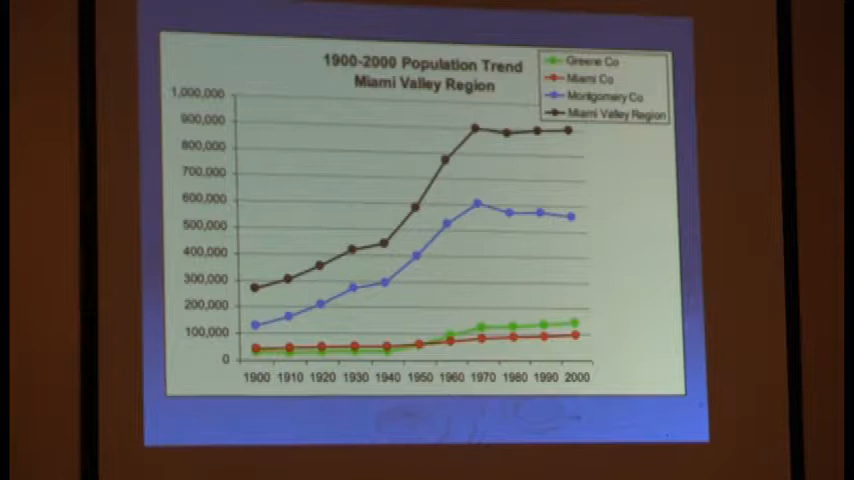 1900-2000 Population Trend
Miami Valley Region
Greene Co
Miami Co
Montgomery Co
Miami Valley Region
1,000,000
900,000
800,000
700,000
600,000
500,000
400,000
300,000
200,000
100,000
0
1900 1910 1920 1930 1940 1950 1960 1970 1980 1990 2000